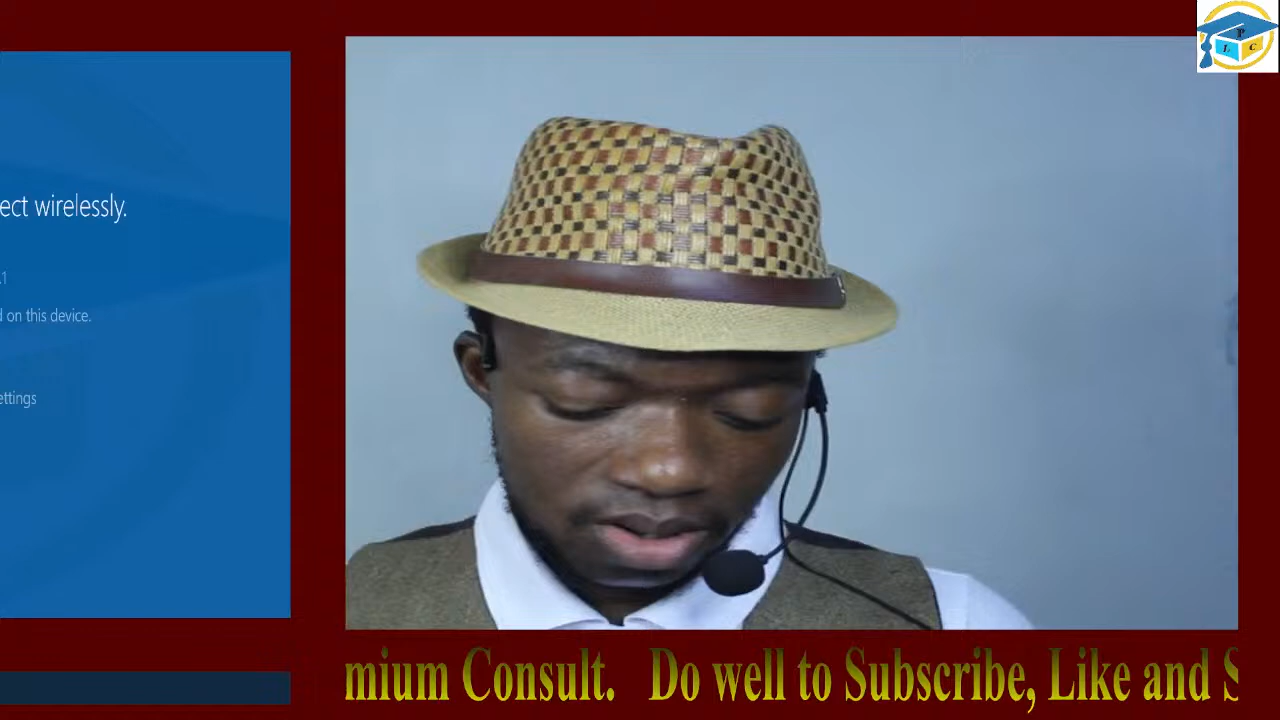 ect wirelessly.
on this device.
ettings
mium Consult. Do well to Subscribe, Like and S
P
L C